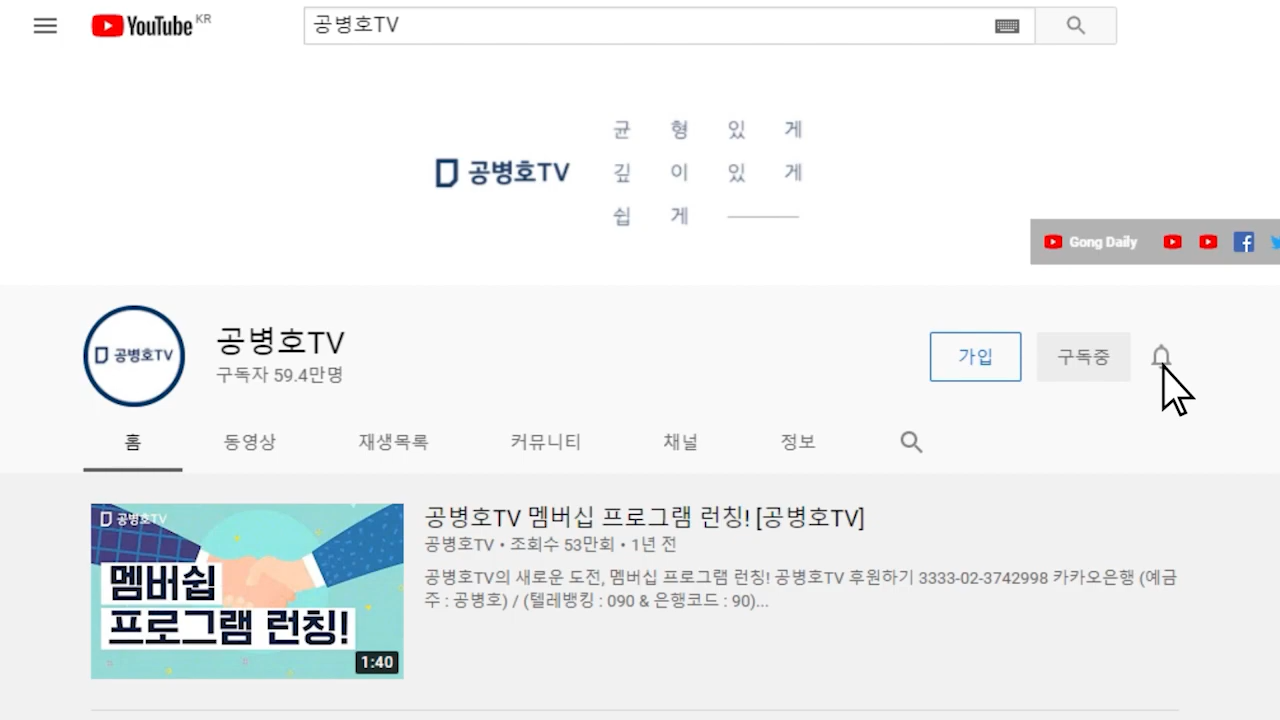 YouTube KR
공병호TV
균 형 있 게
공병호TV
깊 이 있 게
쉽 게
Gong Daily
공병호TV
공병호TV
구독자 59.4만명
가입
구독중
홈
동영상
재생목록
커뮤니티
채널
정보
공병호TV
멤버쉽
프로그램 런칭!
1:40
공병호TV 멤버십 프로그램 런칭! [공병호TV]
공병호TV • 조회수 53만회 • 1년 전
공병호TV의 새로운 도전, 멤버십 프로그램 런칭! 공병호TV 후원하기 3333-02-3742998 카카오은행 (예금
주 : 공병호) / (텔레뱅킹 : 090 & 은행코드 : 90)...